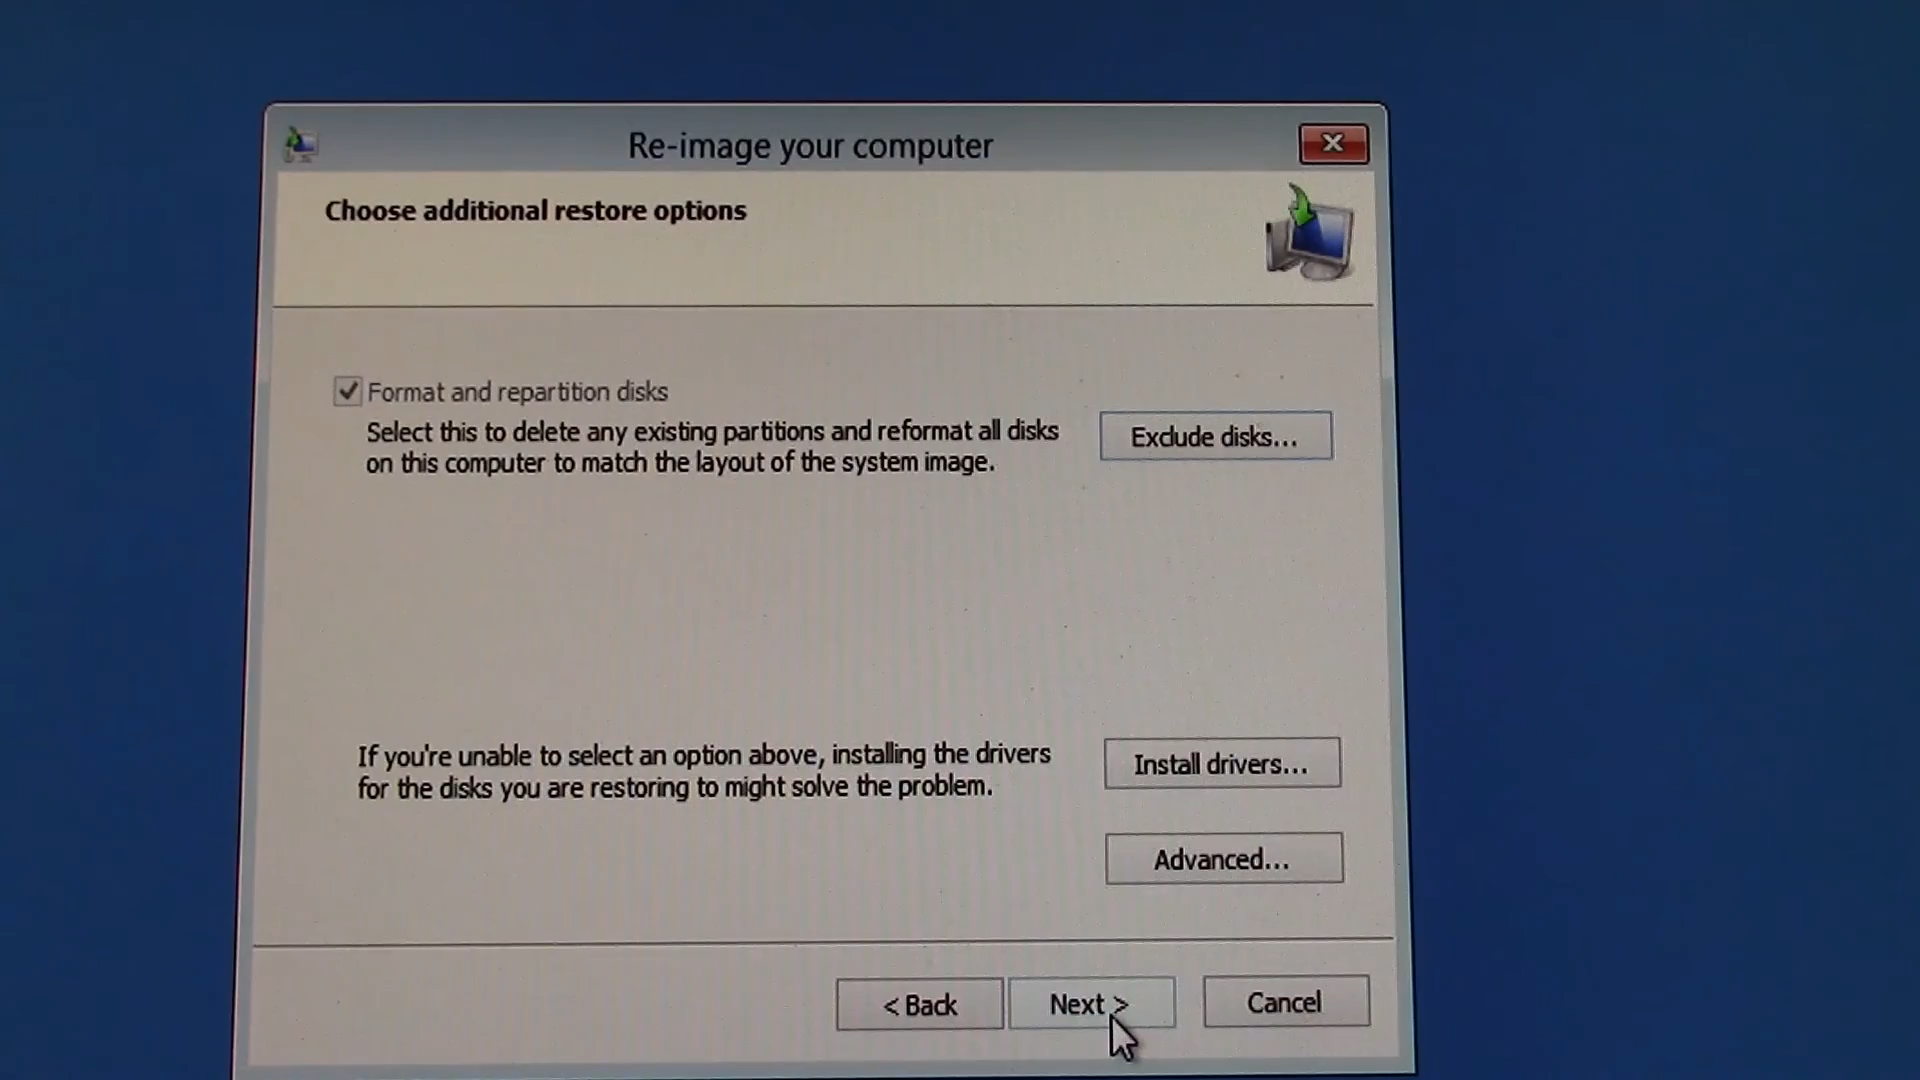 Re-image your computer
Choose additional restore options
Format and repartition disks
Select this to delete any existing partitions and reformat all disks
on this computer to match the layout of the system image.
Exclude disks...
If you're unable to select an option above, installing the drivers
for the disks you are restoring to might solve the problem.
Install drivers...
Advanced...
< Back
Next >
Cancel